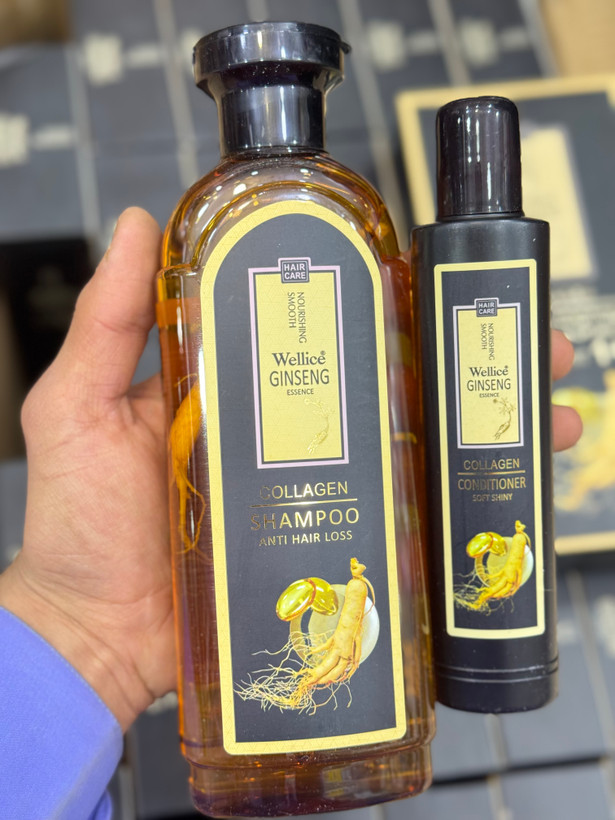 HAIR
CARE
NOURISHING
SMOOTH
Wellice®
GINSENG
ESSENCE
COLLAGEN
SHAMPOO
ANTI HAIR LOSS
HAIR
CARE
NOURISHING
SMOOTH
Wellice®
GINSENG
ESSENCE
COLLAGEN
CONDITIONER
SOFT SHINY